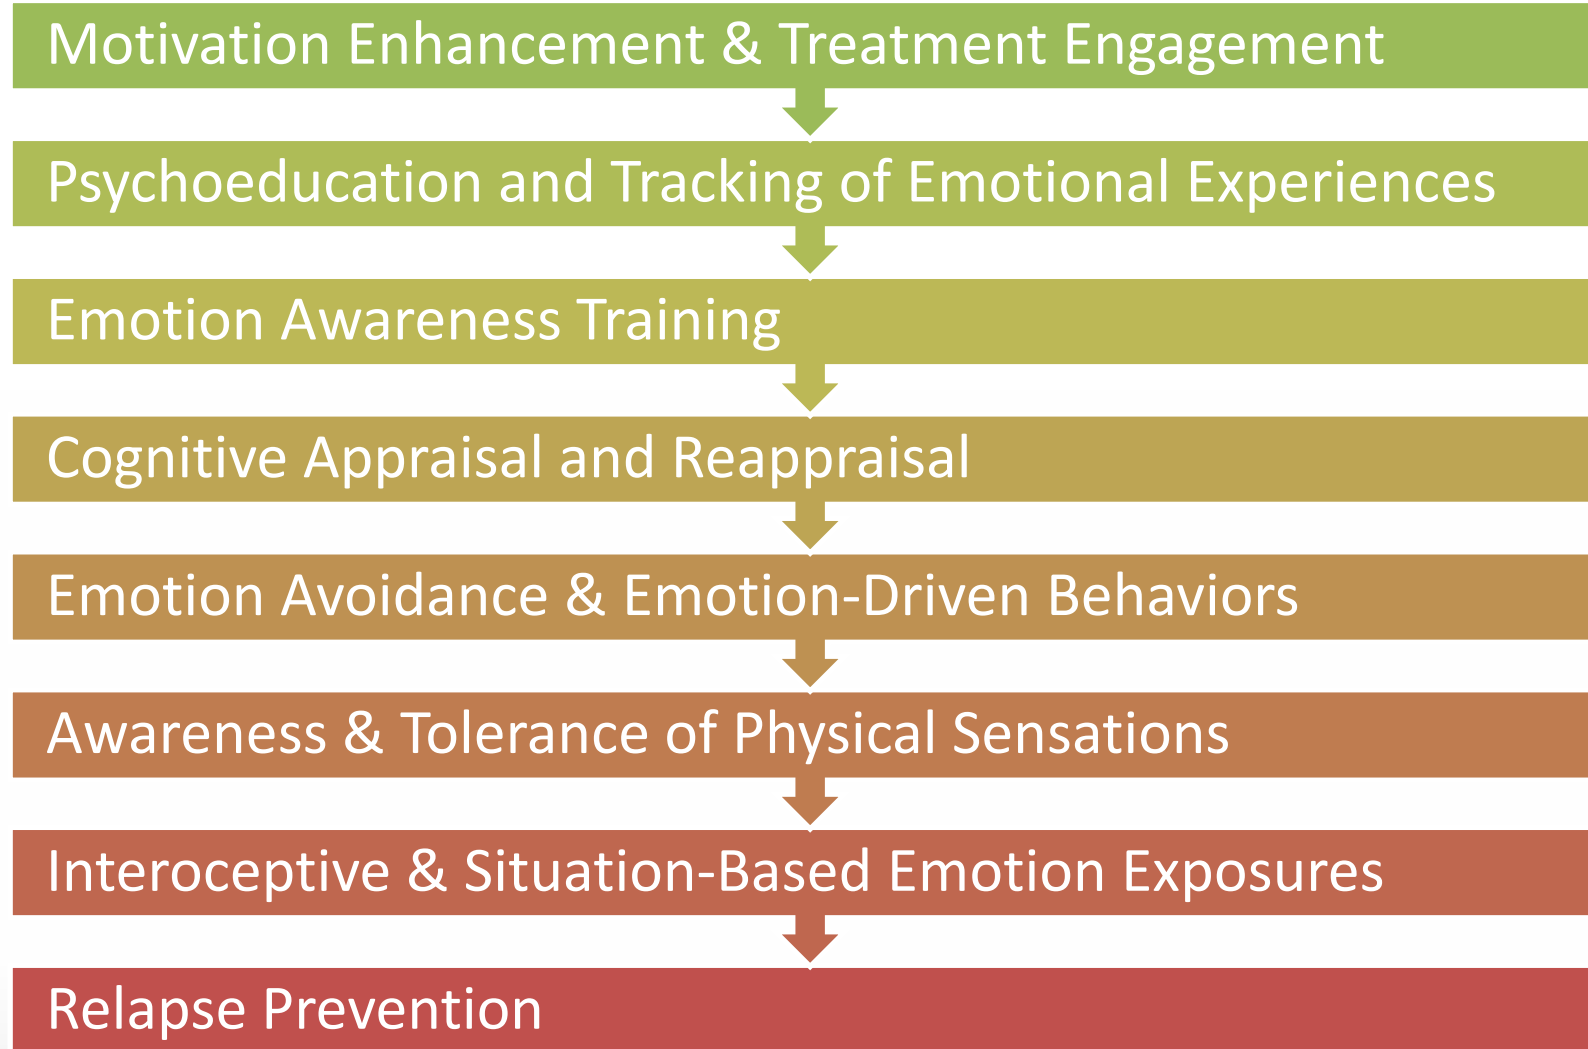 Motivation Enhancement & Treatment Engagement
Psychoeducation and Tracking of Emotional Experiences
Emotion Awareness Training
Cognitive Appraisal and Reappraisal
Emotion Avoidance & Emotion-Driven Behaviors
Awareness & Tolerance of Physical Sensations
Interoceptive & Situation-Based Emotion Exposures
Relapse Prevention